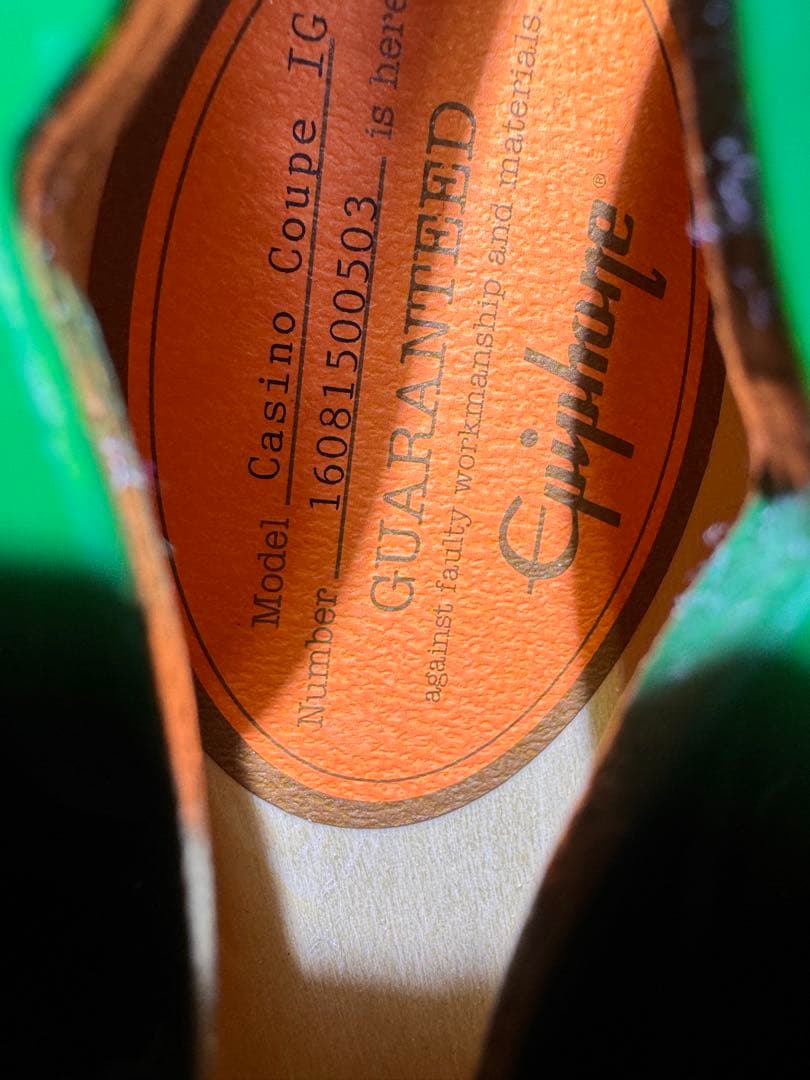 Model Casino Coupe IG
Number 16081500503 is here
GUARANTEED
against faulty workmanship and materials.
Epiphone®